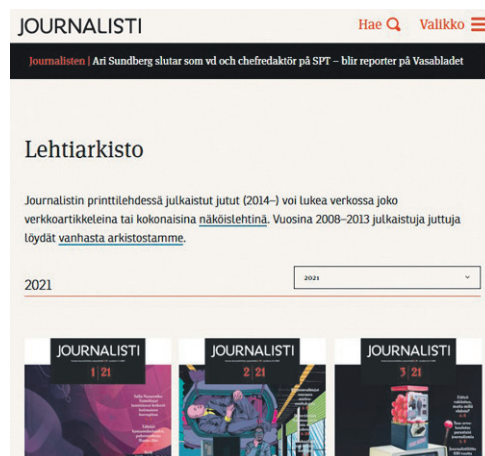 JOURNALISTI
Hae
Valikko
Journalisten | Ari Sundberg slutar som vd och chefredaktör på SPT – blir reporter på Vasabladet
Lehtiarkisto
Journalistin printtilehdessä julkaistut jutut (2014–) voi lukea verkossa joko
verkkoartikkeleina tai kokonaisina näköislehtinä. Vuosina 2008–2013 julkaistuja juttuja
löydät vanhasta arkistostamme.
2021
2021
JOURNALISTI
1 | 21
JOURNALISTI
2 | 21
JOURNALISTI
3 | 21